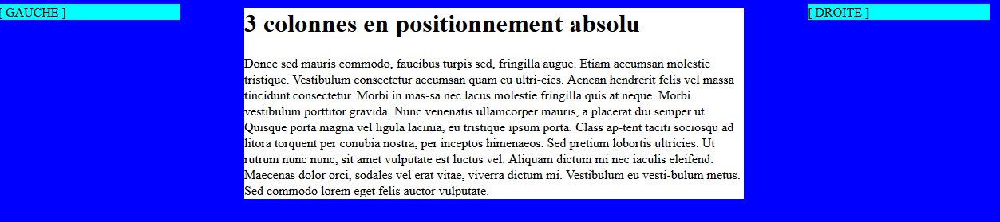 [ GAUCHE ]
3 colonnes en positionnement absolu
Donec sed mauris commodo, faucibus turpis sed, fringilla augue. Etiam accumsan molestie
tristique. Vestibulum consectetur accumsan quam eu ultri-cies. Aenean hendrerit felis vel massa
tincidunt consectetur. Morbi in mas-sa nec lacus molestie fringilla quis at neque. Morbi
vestibulum porttitor gravida. Nunc venenatis ullamcorper mauris, a placerat dui semper ut.
Quisque porta magna vel ligula lacinia, eu tristique ipsum porta. Class ap-tent taciti sociosqu ad
litora torquent per conubia nostra, per inceptos himenaeos. Sed pretium lobortis ultricies. Ut
rutrum nunc nunc, sit amet vulputate est luctus vel. Aliquam dictum mi nec iaculis eleifend.
Maecenas dolor orci, sodales vel erat vitae, viverra dictum mi. Vestibulum eu vesti-bulum metus.
Sed commodo lorem eget felis auctor vulputate.
[ DROITE ]